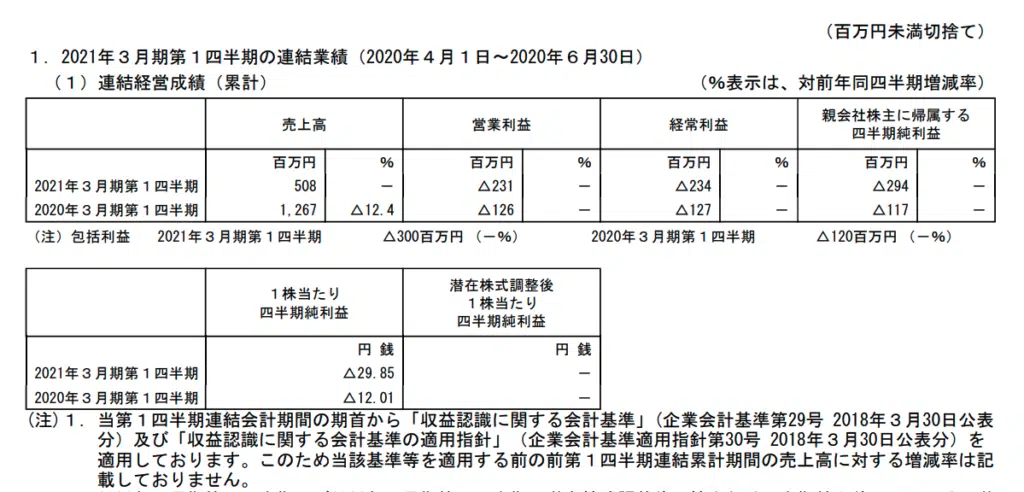 （百万円未満切捨て）
１．2021年３月期第１四半期の連結業績（2020年４月１日～2020年６月30日）
（１）連結経営成績（累計）　（％表示は、対前年同四半期増減率）
売上高　営業利益　経常利益　親会社株主に帰属する
四半期純利益
百万円　％　百万円　％　百万円　％　百万円　％
2021年３月期第１四半期　508　－　△231　－　△234　－　△294　－
2020年３月期第１四半期　1,267　△12.4　△126　－　△127　－　△117　－
（注）包括利益　2021年３月期第１四半期　△300百万円（－％）　2020年３月期第１四半期　△120百万円（－％）
１株当たり
四半期純利益
潜在株式調整後
１株当たり
四半期純利益
円 銭　円 銭
2021年３月期第１四半期　△29.85　－
2020年３月期第１四半期　△12.01　－
（注）１．当第１四半期連結会計期間の期首から「収益認識に関する会計基準」（企業会計基準第29号 2018年３月30日公表
分）及び「収益認識に関する会計基準の適用指針」（企業会計基準適用指針第30号 2018年３月30日公表分）を
適用しております。このため当該基準等を適用する前の前第１四半期連結累計期間の売上高に対する増減率は記
載しておりません。